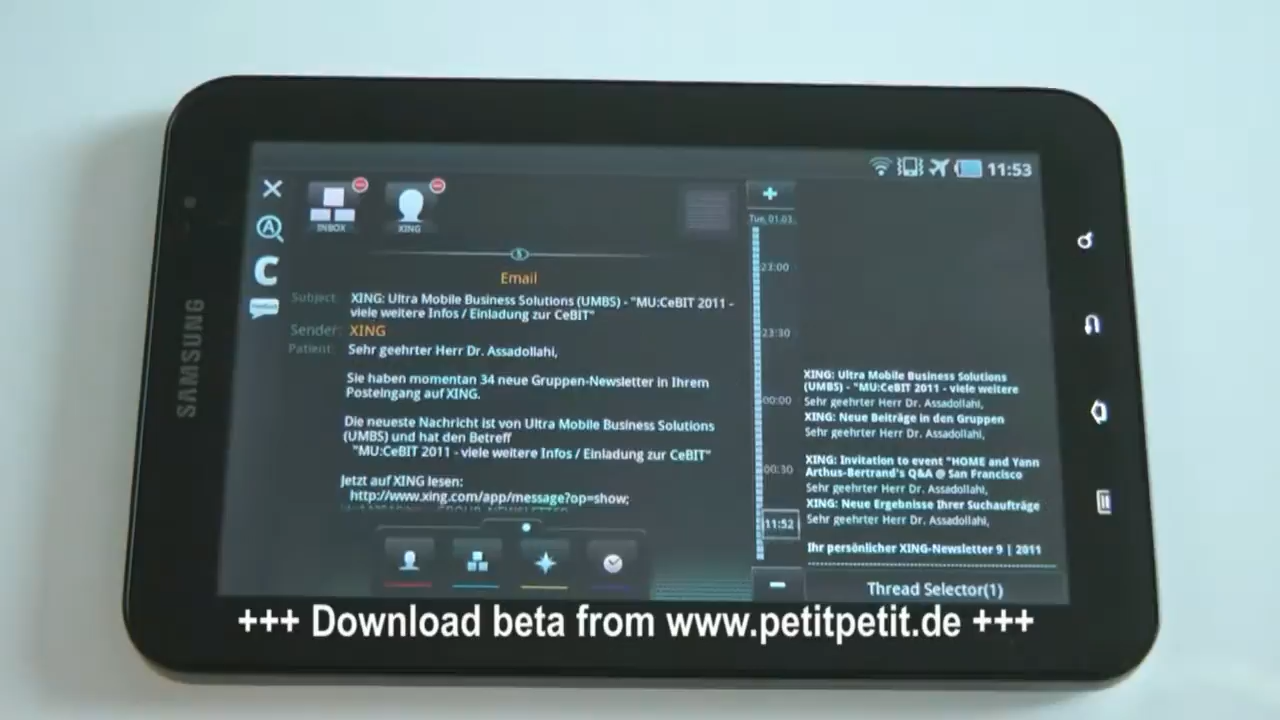 SAMSUNG
11:53
INBOX
XING
Email
Subject: XING: Ultra Mobile Business Solutions (UMBS) - "MU:CeBIT 2011 -
viele weitere Infos / Einladung zur CeBIT"
Sender: XING
Patient: Sehr geehrter Herr Dr. Assadollahi,
Sie haben momentan 34 neue Gruppen-Newsletter in Ihrem
Posteingang auf XING.
Die neueste Nachricht ist von Ultra Mobile Business Solutions
(UMBS) und hat den Betreff
"MU:CeBIT 2011 - viele weitere Infos / Einladung zur CeBIT"
Jetzt auf XING lesen:
http://www.xing.com/app/message?op=show;
+
Tue, 01.03.
23:00
23:30
00:00
00:30
11:52
XING: Ultra Mobile Business Solutions
(UMBS) - "MU:CeBIT 2011 - viele weitere
Sehr geehrter Herr Dr. Assadollahi,
XING: Neue Beiträge in den Gruppen
Sehr geehrter Herr Dr. Assadollahi,
XING: Invitation to event "HOME and Yann
Arthus-Bertrand's Q&A @ San Francisco
Sehr geehrter Herr Dr. Assadollahi,
XING: Neue Ergebnisse Ihrer Suchaufträge
Sehr geehrter Herr Dr. Assadollahi,
Ihr persönlicher XING-Newsletter 9 | 2011
Thread Selector(1)
+++ Download beta from www.petitpetit.de +++